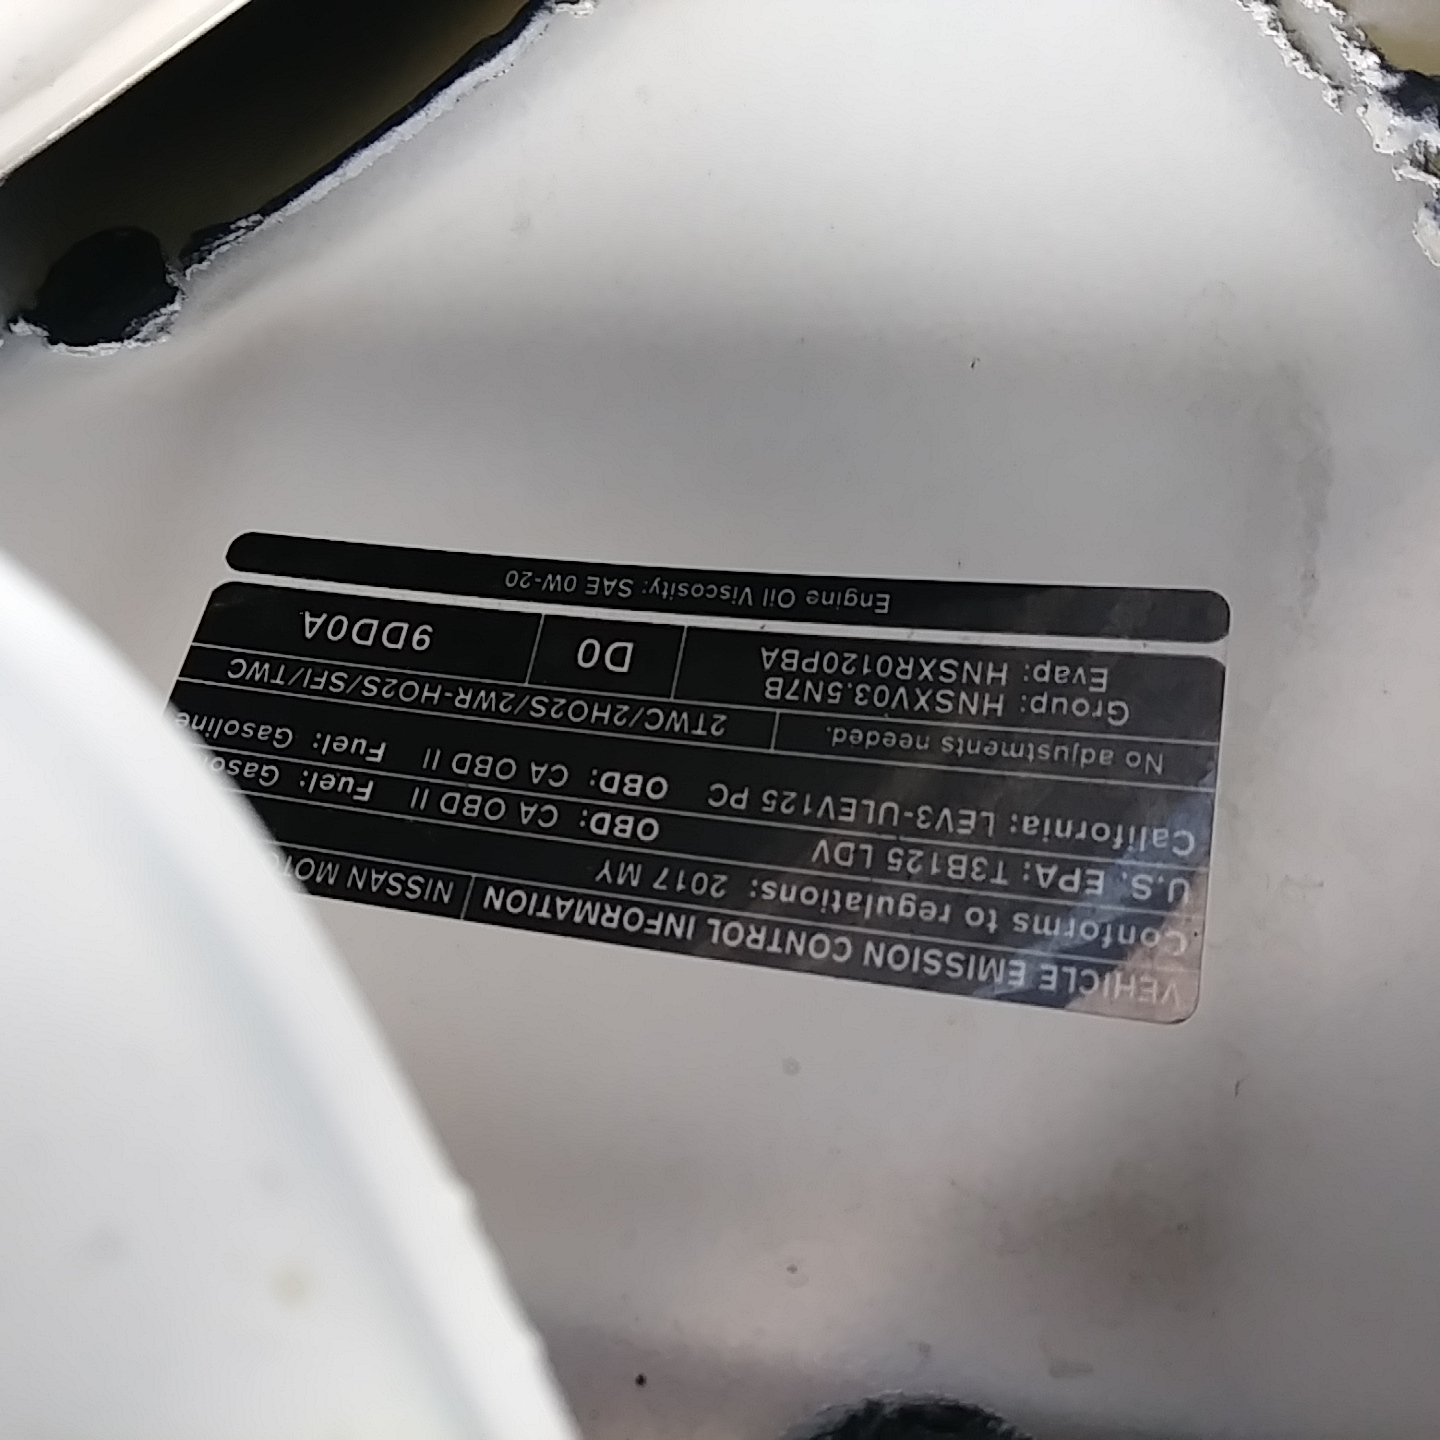 VEHICLE EMISSION CONTROL INFORMATION NISSAN
Conforms to regulations: 2017 MY
U.S. EPA: T3B125 LDV OBD: CA OBD II Fuel:
California: LEV3-ULEV125 PC OBD: CA OBD II Fuel: Gasoline
No adjustments needed. 2TWC/2HO2S/2WR-HO2S/SFI/TWC
Group: HNSXV03.5N7B
Evap: HNSXR0120PBA
D0
9DD0A
Engine Oil Viscosity: SAE 0W-20